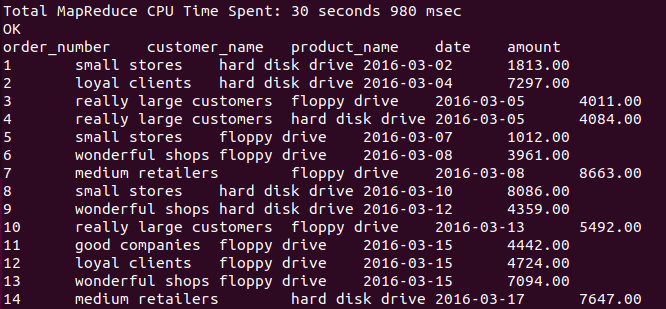 Total MapReduce CPU Time Spent: 30 seconds 980 msec
OK
order_number customer_name product_name date amount
1 small stores hard disk drive 2016-03-02 1813.00
2 loyal clients hard disk drive 2016-03-04 7297.00
3 really large customers floppy drive 2016-03-05 4011.00
4 really large customers hard disk drive 2016-03-05 4084.00
5 small stores floppy drive 2016-03-07 1012.00
6 wonderful shops floppy drive 2016-03-08 3961.00
7 medium retailers floppy drive 2016-03-08 8663.00
8 small stores hard disk drive 2016-03-10 8086.00
9 wonderful shops hard disk drive 2016-03-12 4359.00
10 really large customers floppy drive 2016-03-13 5492.00
11 good companies floppy drive 2016-03-15 4442.00
12 loyal clients floppy drive 2016-03-15 4724.00
13 wonderful shops floppy drive 2016-03-15 7094.00
14 medium retailers hard disk drive 2016-03-17 7647.00